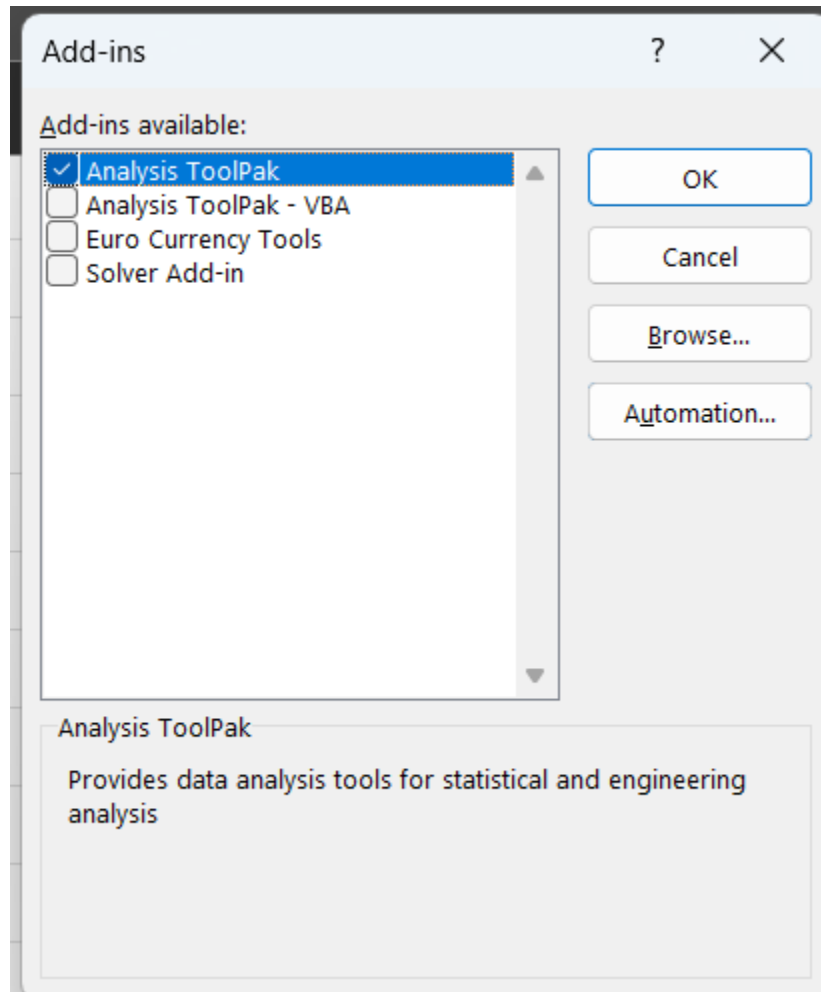 Add-ins
?
Add-ins available:
Analysis ToolPak
Analysis ToolPak - VBA
Euro Currency Tools
Solver Add-in
OK
Cancel
Browse...
Automation...
Analysis ToolPak
Provides data analysis tools for statistical and engineering
analysis